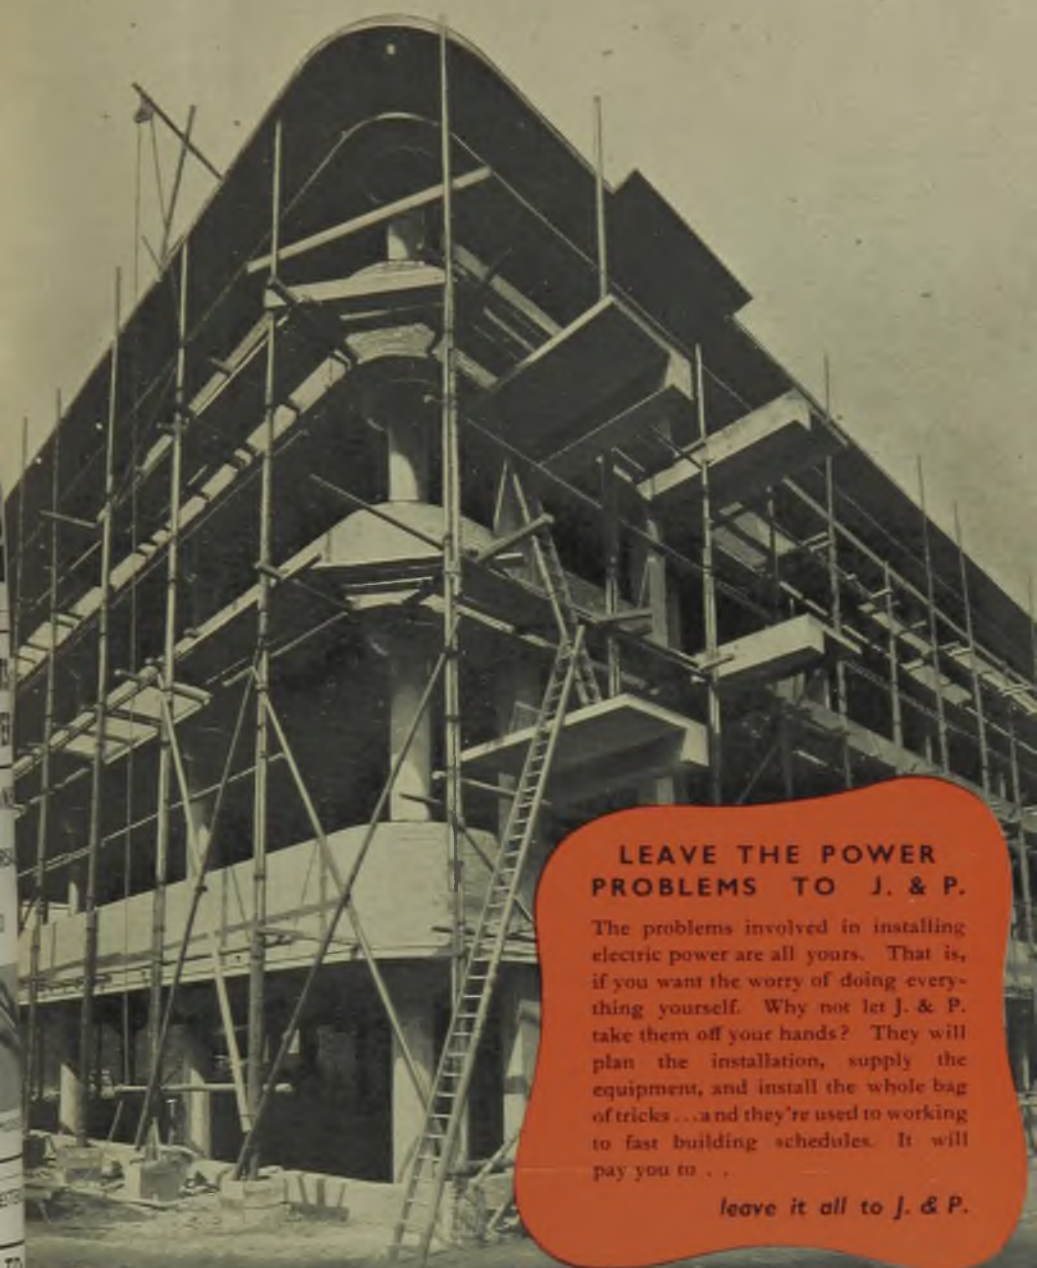 LEAVE THE POWER
PROBLEMS TO J. & P.
The problems involved in installing
electric power are all yours. That is,
if you want the worry of doing every-
thing yourself. Why not let J. & P.
take them off your hands? They will
plan the installation, supply the
equipment, and install the whole bag
of tricks ... and they're used to working
to fast building schedules. It will
pay you to . .
leave it all to J. & P.